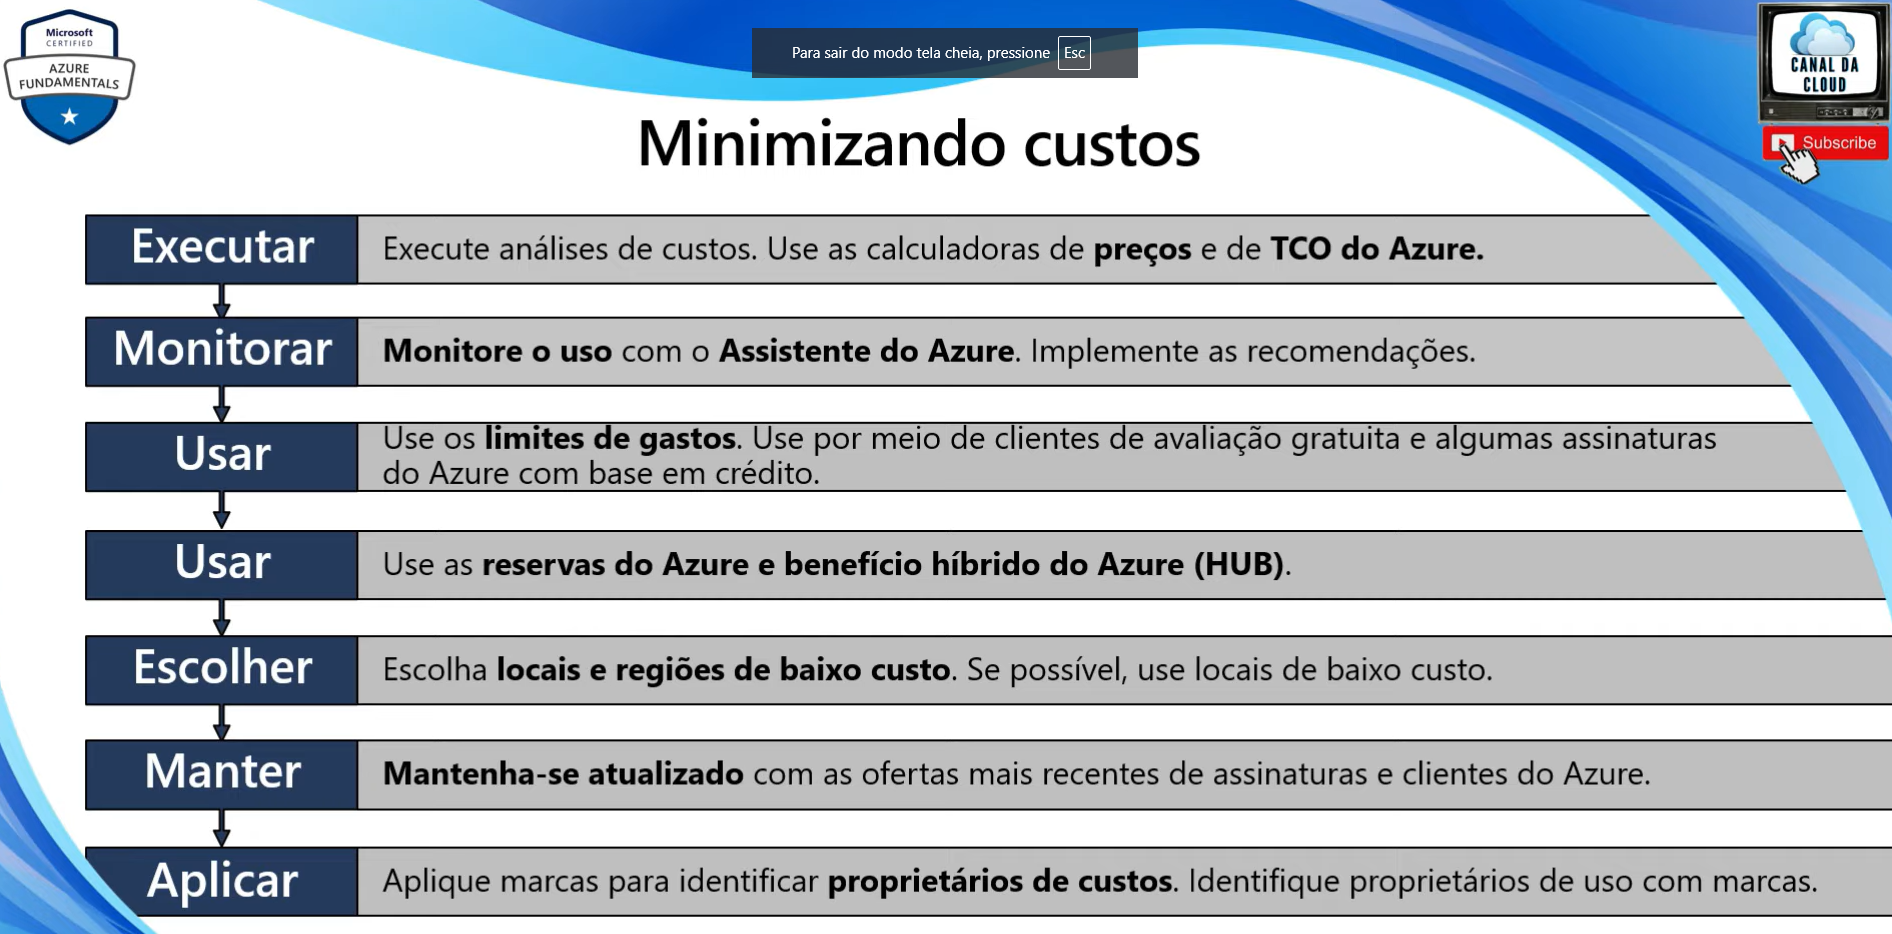 Microsoft
CERTIFIED
AZURE
FUNDAMENTALS
Para sair do modo tela cheia, pressione Esc
CANAL DA
CLOUD
Subscribe
Minimizando custos
Executar
Execute análises de custos. Use as calculadoras de preços e de TCO do Azure.
Monitorar
Monitore o uso com o Assistente do Azure. Implemente as recomendações.
Usar
Use os limites de gastos. Use por meio de clientes de avaliação gratuita e algumas assinaturas
do Azure com base em crédito.
Usar
Use as reservas do Azure e benefício híbrido do Azure (HUB).
Escolher
Escolha locais e regiões de baixo custo. Se possível, use locais de baixo custo.
Manter
Mantenha-se atualizado com as ofertas mais recentes de assinaturas e clientes do Azure.
Aplicar
Aplique marcas para identificar proprietários de custos. Identifique proprietários de uso com marcas.